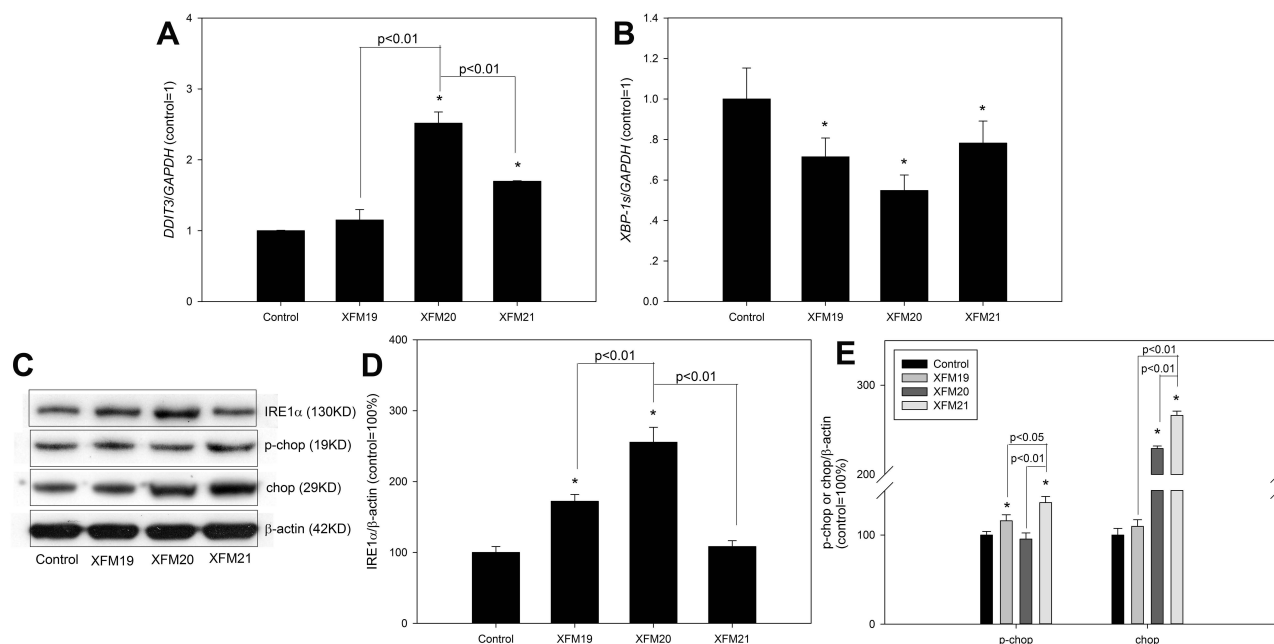 A
DDIT3/GAPDH (control=1)
4
3
2
1
0
p<0.01
p<0.01
*
*
Control
XFM19
XFM20
XFM21
B
XBP-1s/GAPDH (control=1)
1.4
1.2
1.0
.8
.6
.4
.2
0.0
*
*
*
Control
XFM19
XFM20
XFM21
C
IRE1α (130KD)
p-chop (19KD)
chop (29KD)
β-actin (42KD)
Control XFM19 XFM20 XFM21
D
IRE1α/β-actin (control=100%)
400
300
200
100
0
p<0.01
p<0.01
*
*
Control
XFM19
XFM20
XFM21
E
p-chop or chop/β-actin
(control=100%)
300
200
100
0
Control
XFM19
XFM20
XFM21
p<0.05
p<0.01
*
*
p<0.01
p<0.01
*
*
p-chop
chop